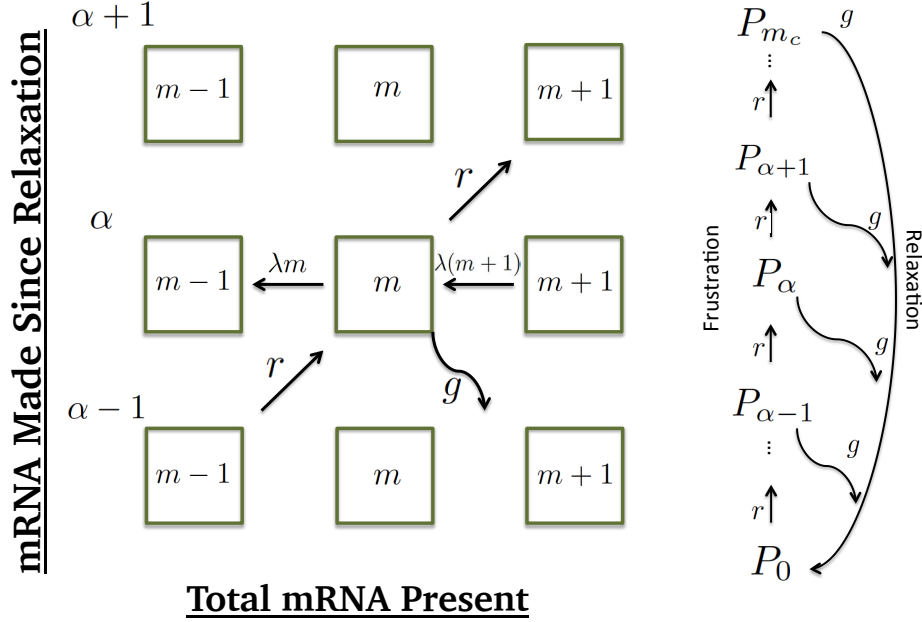 mRNA Made Since Relaxation
α + 1
m − 1
m
m + 1
r
α
m − 1
λm
m
λ(m + 1)
m + 1
r
g
α − 1
m − 1
m
m + 1
Total mRNA Present
P_{m_c}
g
...
r
P_{α+1}
r
g
Frustration
Relaxation
P_α
r
g
P_{α−1}
g
...
r
P_0